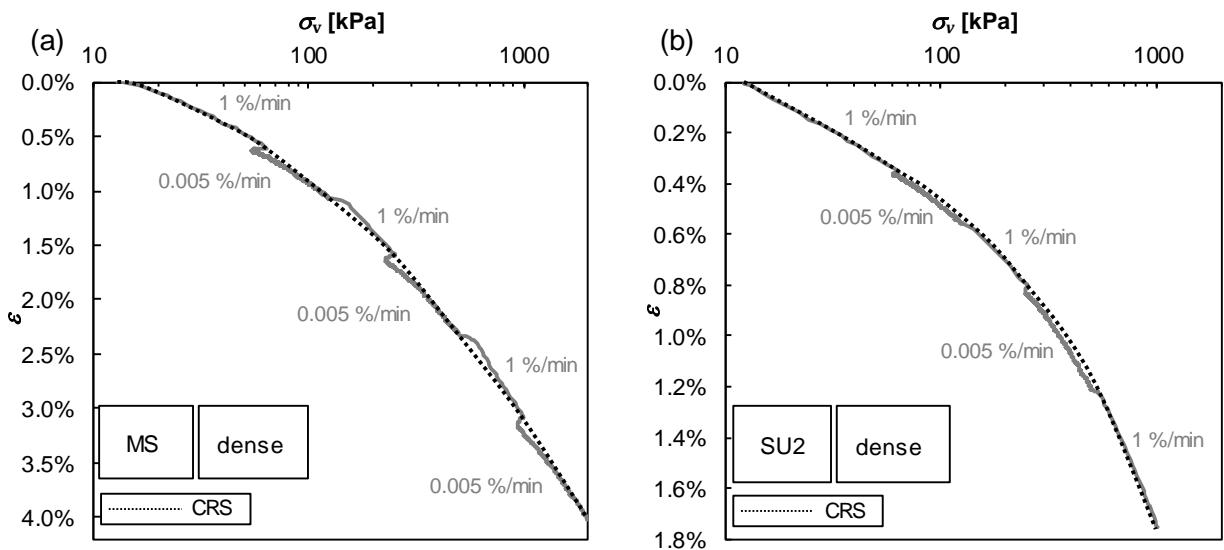 (a)
σv [kPa]
10 100 1000
0.0%
0.5%
1.0%
1.5%
2.0%
2.5%
3.0%
3.5%
4.0%
ε
1 %/min
0.005 %/min
1 %/min
0.005 %/min
1 %/min
0.005 %/min
MS
dense
CRS
(b)
σv [kPa]
10 100 1000
0.0%
0.2%
0.4%
0.6%
0.8%
1.0%
1.2%
1.4%
1.6%
1.8%
ε
1 %/min
0.005 %/min
1 %/min
0.005 %/min
1 %/min
SU2
dense
CRS